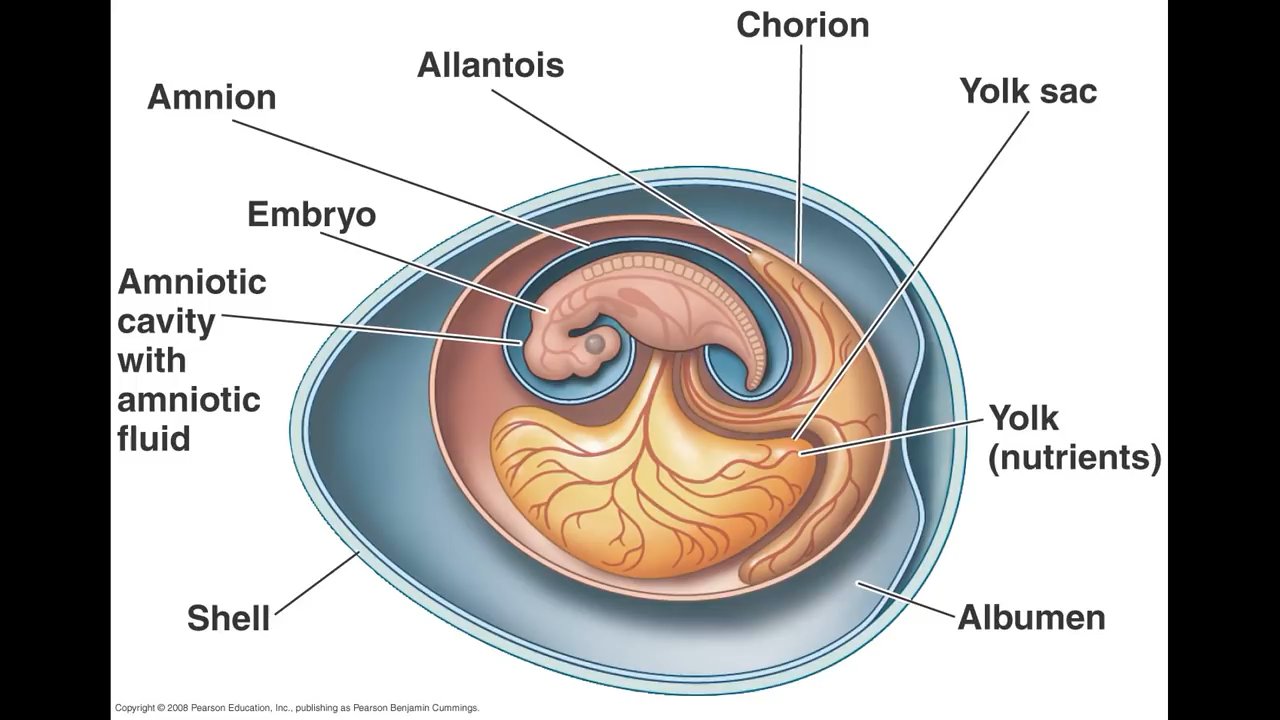 Chorion
Allantois
Yolk sac
Amnion
Embryo
Amniotic
cavity
with
amniotic
fluid
Yolk
(nutrients)
Shell
Albumen
Copyright © 2008 Pearson Education, Inc., publishing as Pearson Benjamin Cummings.